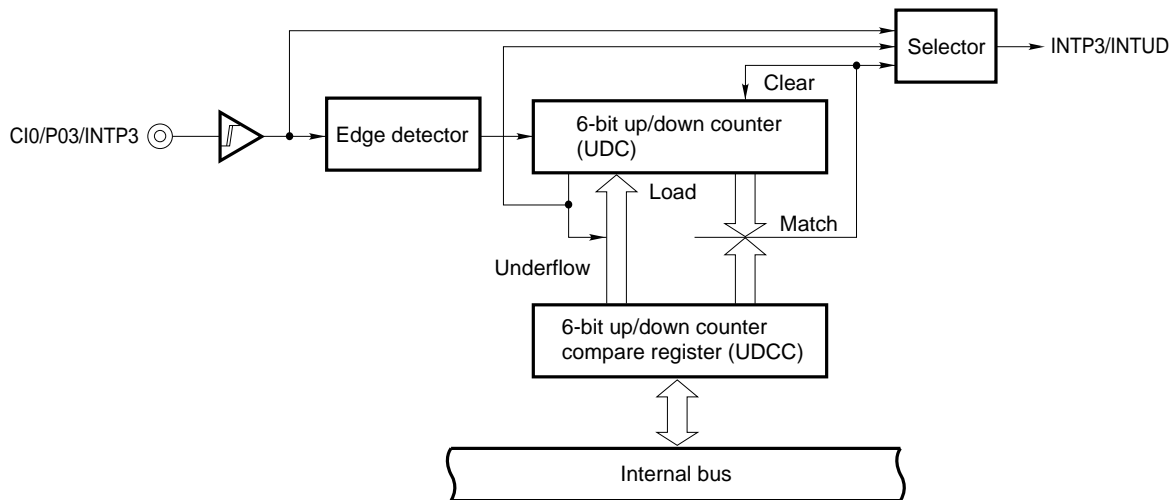 Selector
INTP3/INTUD
Clear
CI0/P03/INTP3
Edge detector
6-bit up/down counter
(UDC)
Load
Match
Underflow
6-bit up/down counter
compare register (UDCC)
Internal bus